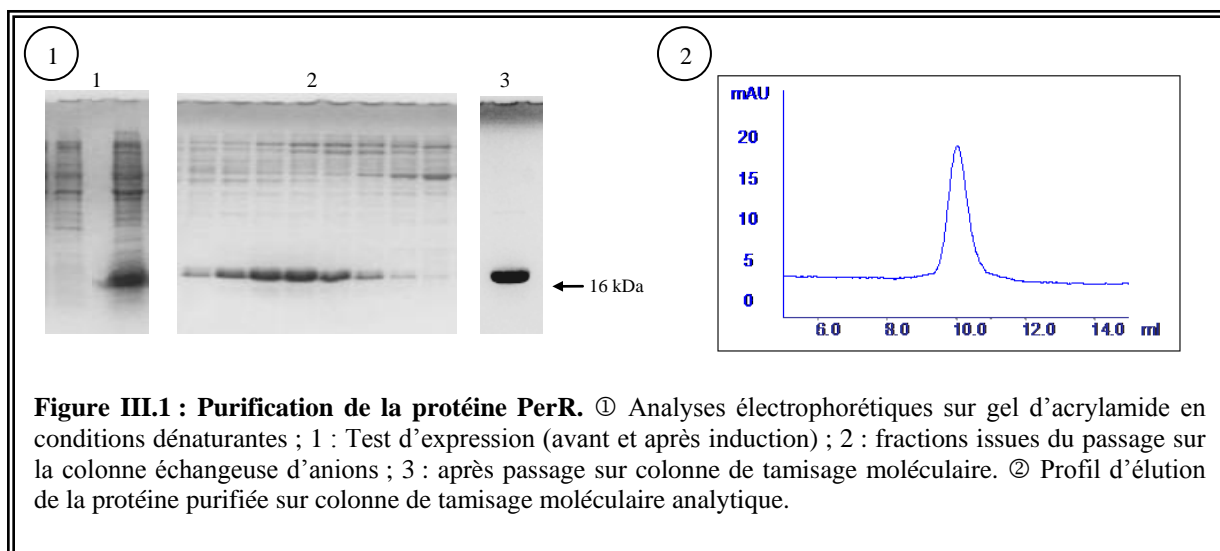 1
2
1
2
3
16 kDa
mAU
20
15
10
5
0
6.0 8.0 10.0 12.0 14.0 ml
Figure III.1 : Purification de la protéine PerR. ① Analyses électrophorétiques sur gel d’acrylamide en
conditions dénaturantes ; 1 : Test d’expression (avant et après induction) ; 2 : fractions issues du passage sur
la colonne échangeuse d’anions ; 3 : après passage sur colonne de tamisage moléculaire. ② Profil d’élution
de la protéine purifiée sur colonne de tamisage moléculaire analytique.